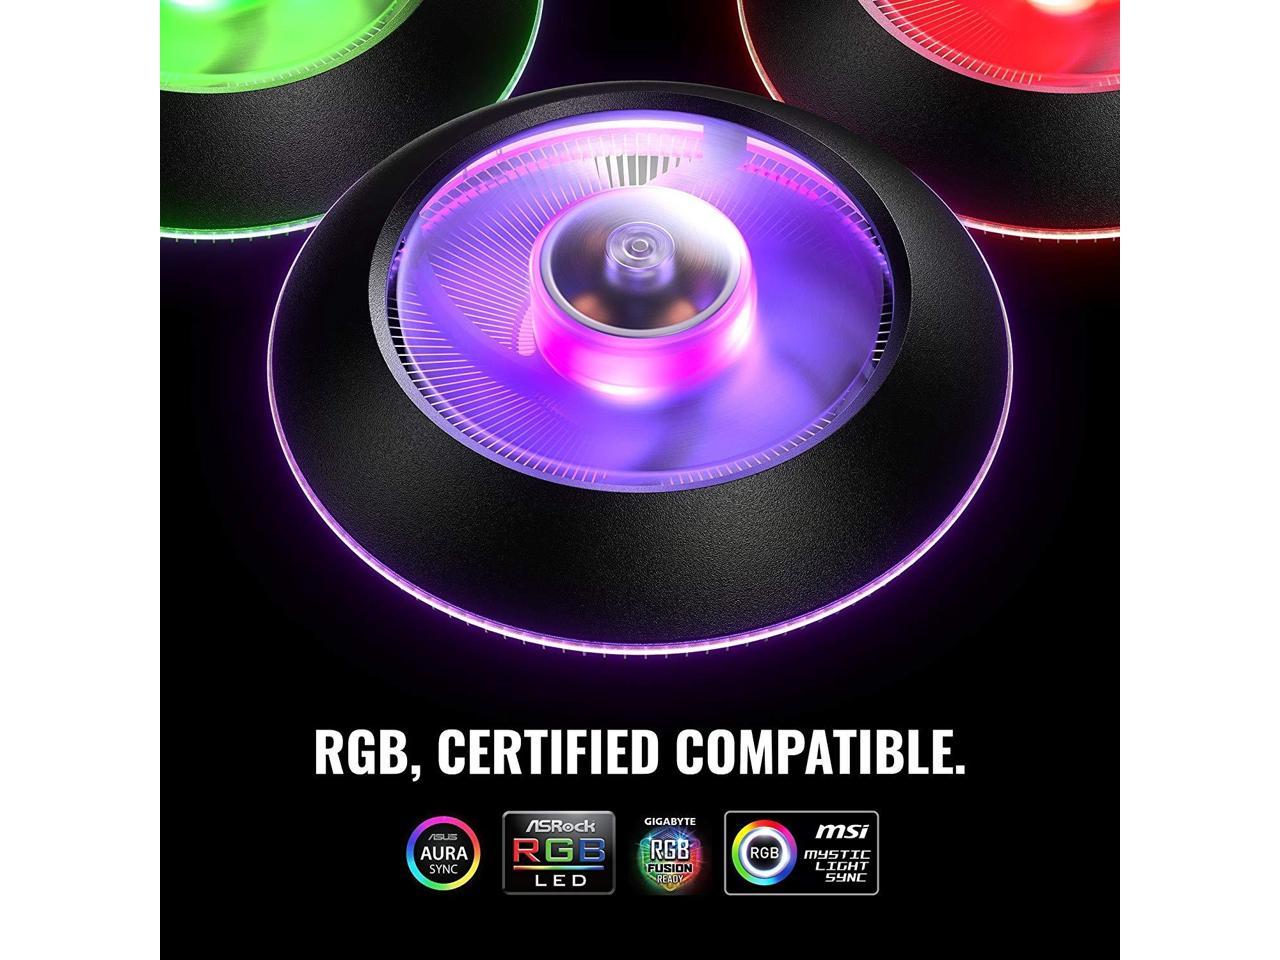 RGB, CERTIFIED COMPATIBLE.
ASUS
AURA
SYNC
ASRock
RGB
LED
GIGABYTE
RGB
FUSION
READY
RGB
msi
MYSTIC
LIGHT
SYNC